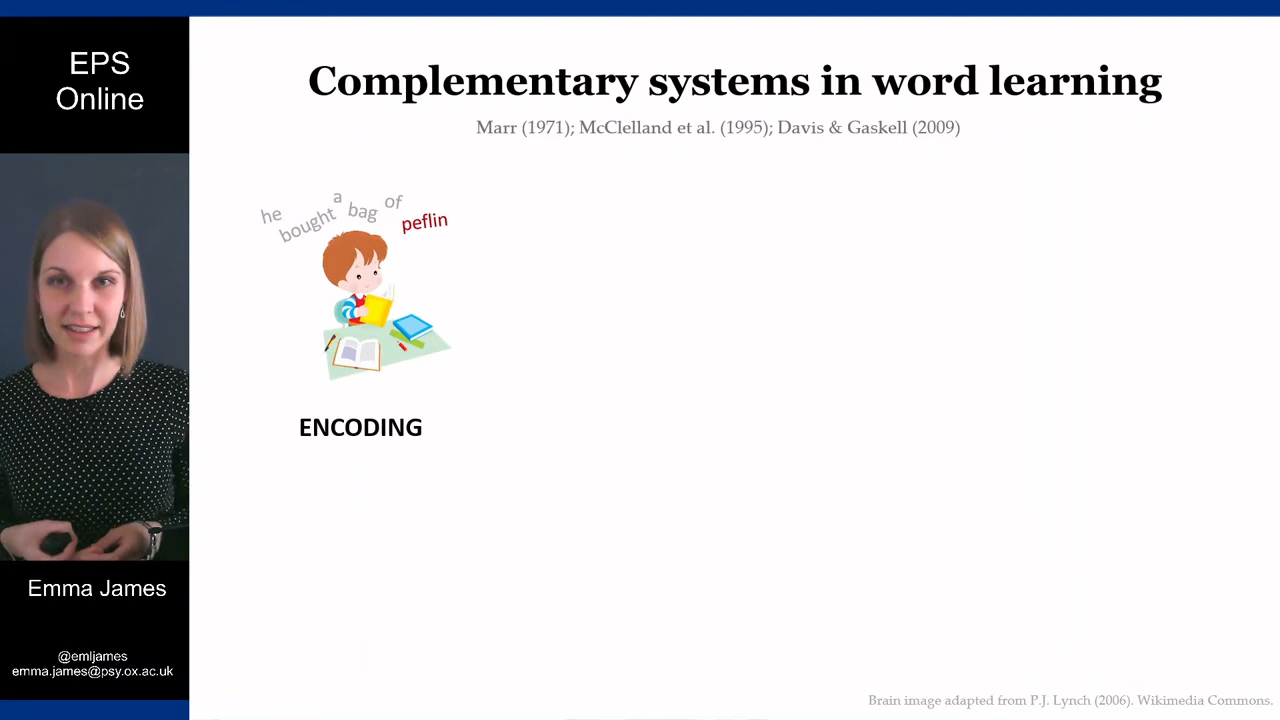 EPS
Online
Complementary systems in word learning
Marr (1971); McClelland et al. (1995); Davis & Gaskell (2009)
he bought a bag of peflin
ENCODING
Emma James
@emljames
emma.james@psy.ox.ac.uk
Brain image adapted from P.J. Lynch (2006). Wikimedia Commons.